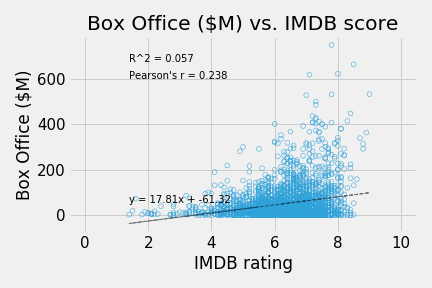 Box Office ($M) vs. IMDB score
R^2 = 0.057
Pearson's r = 0.238
y = 17.81x + -61.32
Box Office ($M)
600
400
200
0
0 2 4 6 8 10
IMDB rating